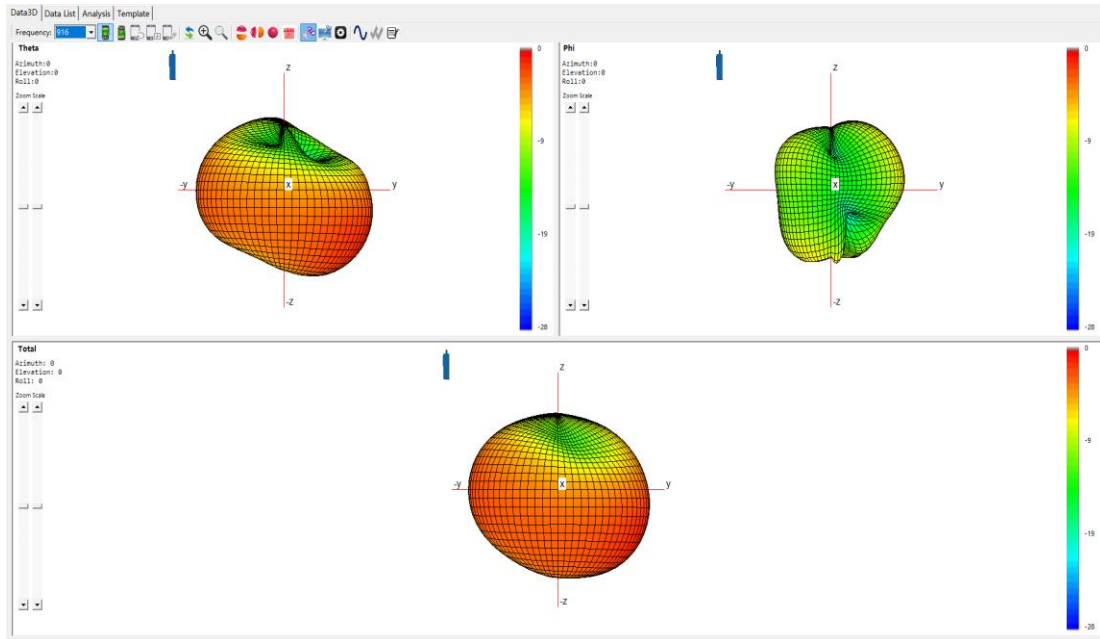 Data3D Data List Analysis Template
Frequency: 916
Theta
Azimuth:0
Elevation:0
Roll:0
Zoom Scale
z
-y
x
y
-z
0
-9
-19
-28
Phi
Azimuth:0
Elevation:0
Roll:0
Zoom Scale
z
-y
x
y
-z
0
-9
-19
-28
Total
Azimuth: 0
Elevation: 0
Roll: 0
Zoom Scale
z
-y
x
y
-z
0
-9
-19
-28